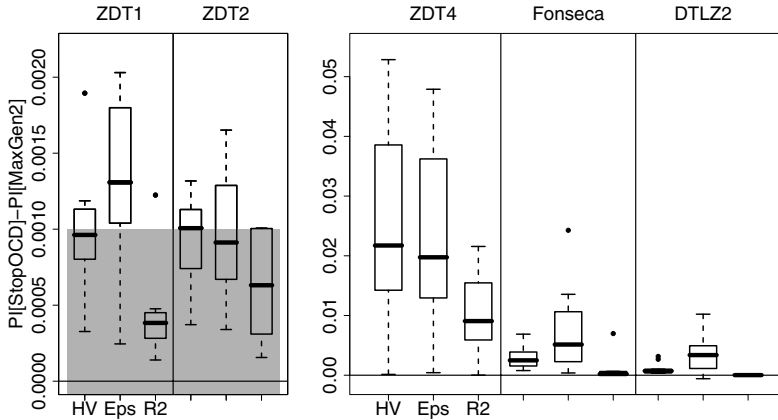 ZDT1 ZDT2 ZDT4 Fonseca DTLZ2
PI[StopOCD]−PI[MaxGen2]
0.0020
0.0015
0.0010
0.0005
0.0000
HV Eps R2
0.05
0.04
0.03
0.02
0.01
0.00
HV Eps R2